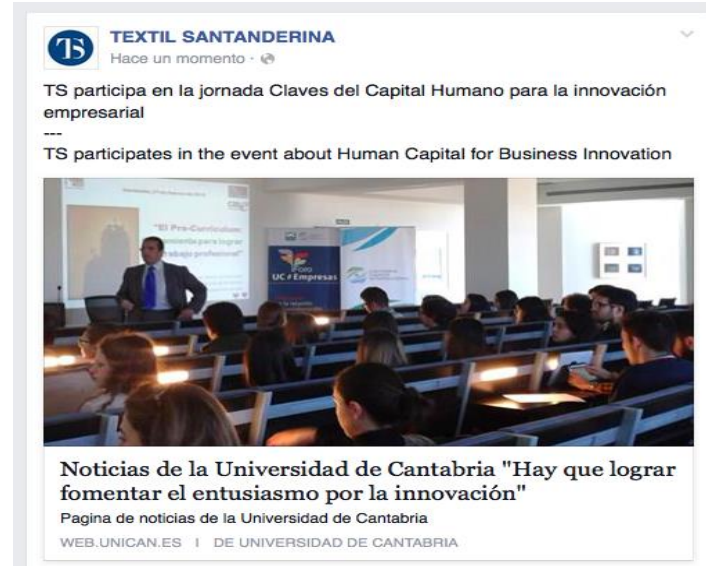 TS
TEXTIL SANTANDERINA
Hace un momento ·
TS participa en la jornada Claves del Capital Humano para la innovación
empresarial
---
TS participates in the event about Human Capital for Business Innovation
"El Pre-Curriculum:
para lograr
trabajo profesional"
Foro
UC e Empresas
Noticias de la Universidad de Cantabria "Hay que lograr
fomentar el entusiasmo por la innovación"
Pagina de noticias de la Universidad de Cantabria
WEB.UNICAN.ES I DE UNIVERSIDAD DE CANTABRIA